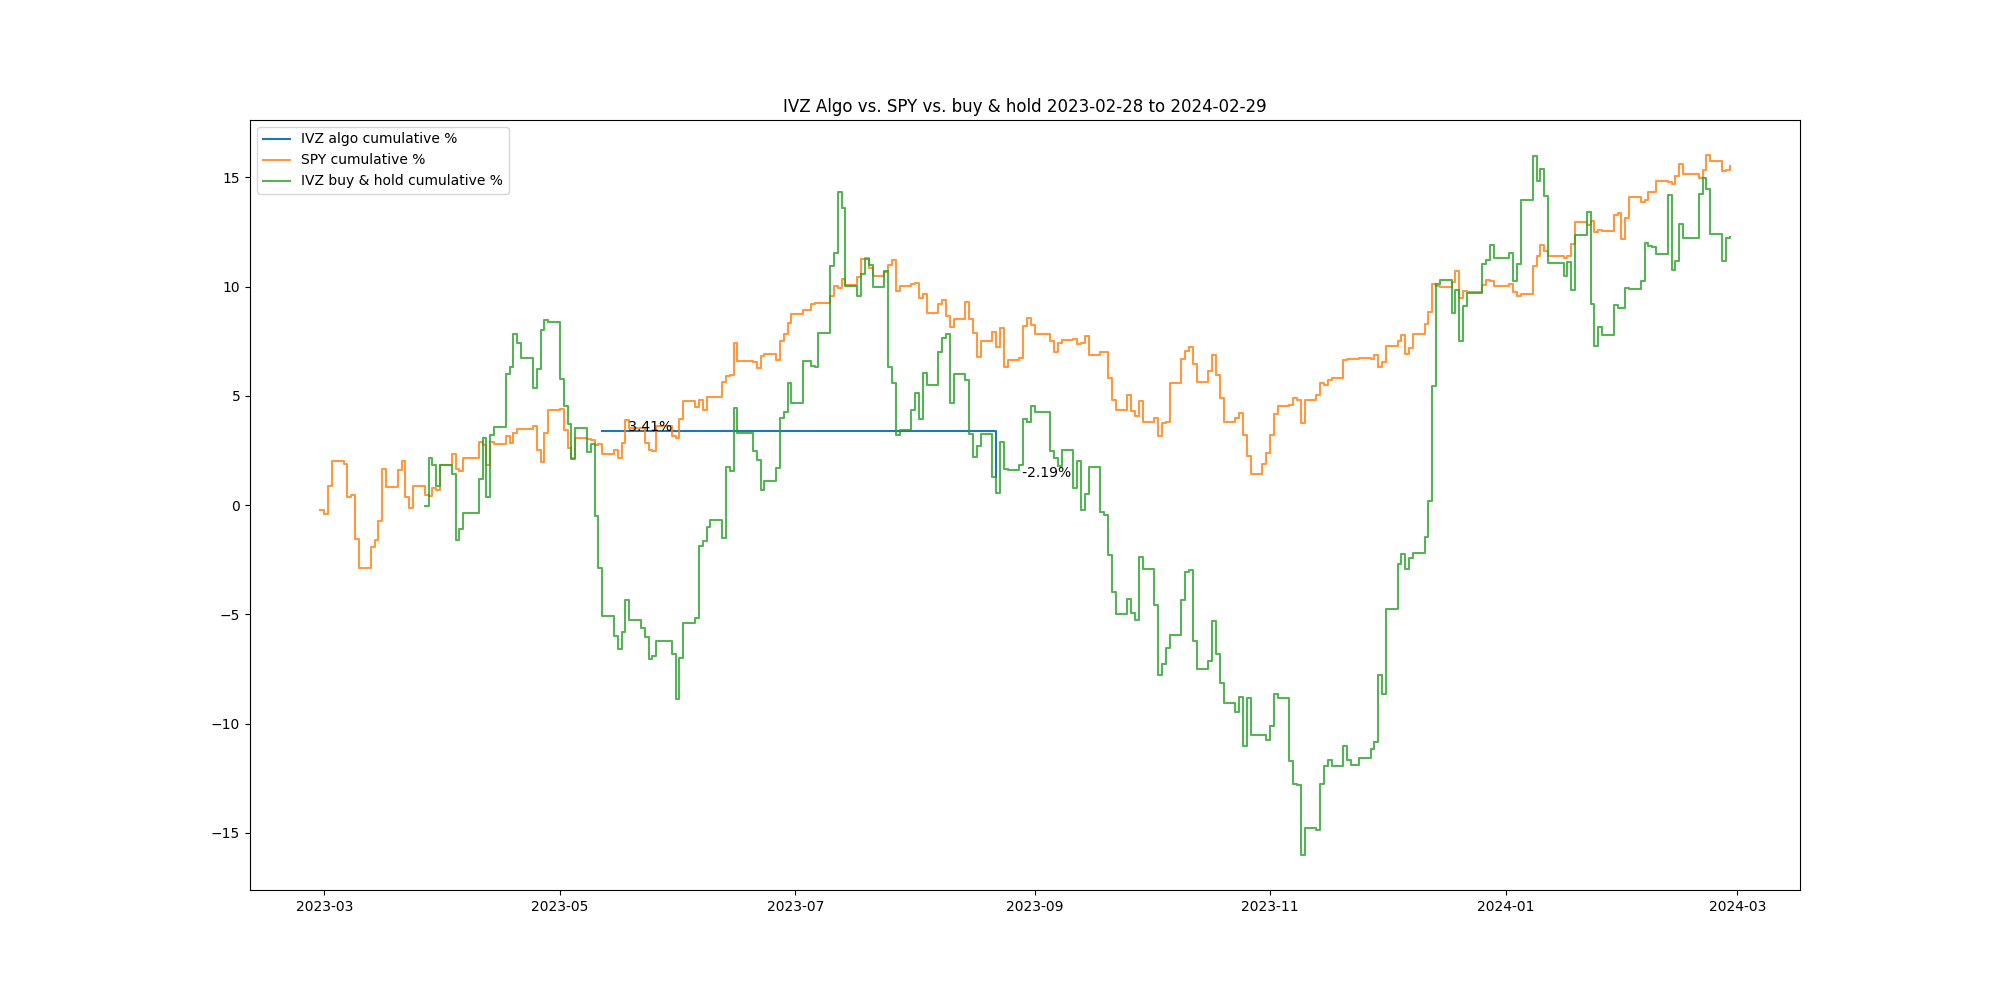 IVZ Algo vs. SPY vs. buy & hold 2023-02-28 to 2024-02-29
IVZ algo cumulative %
SPY cumulative %
IVZ buy & hold cumulative %
15
10
5
0
−5
−10
−15
3.41%
-2.19%
2023-03 2023-05 2023-07 2023-09 2023-11 2024-01 2024-03